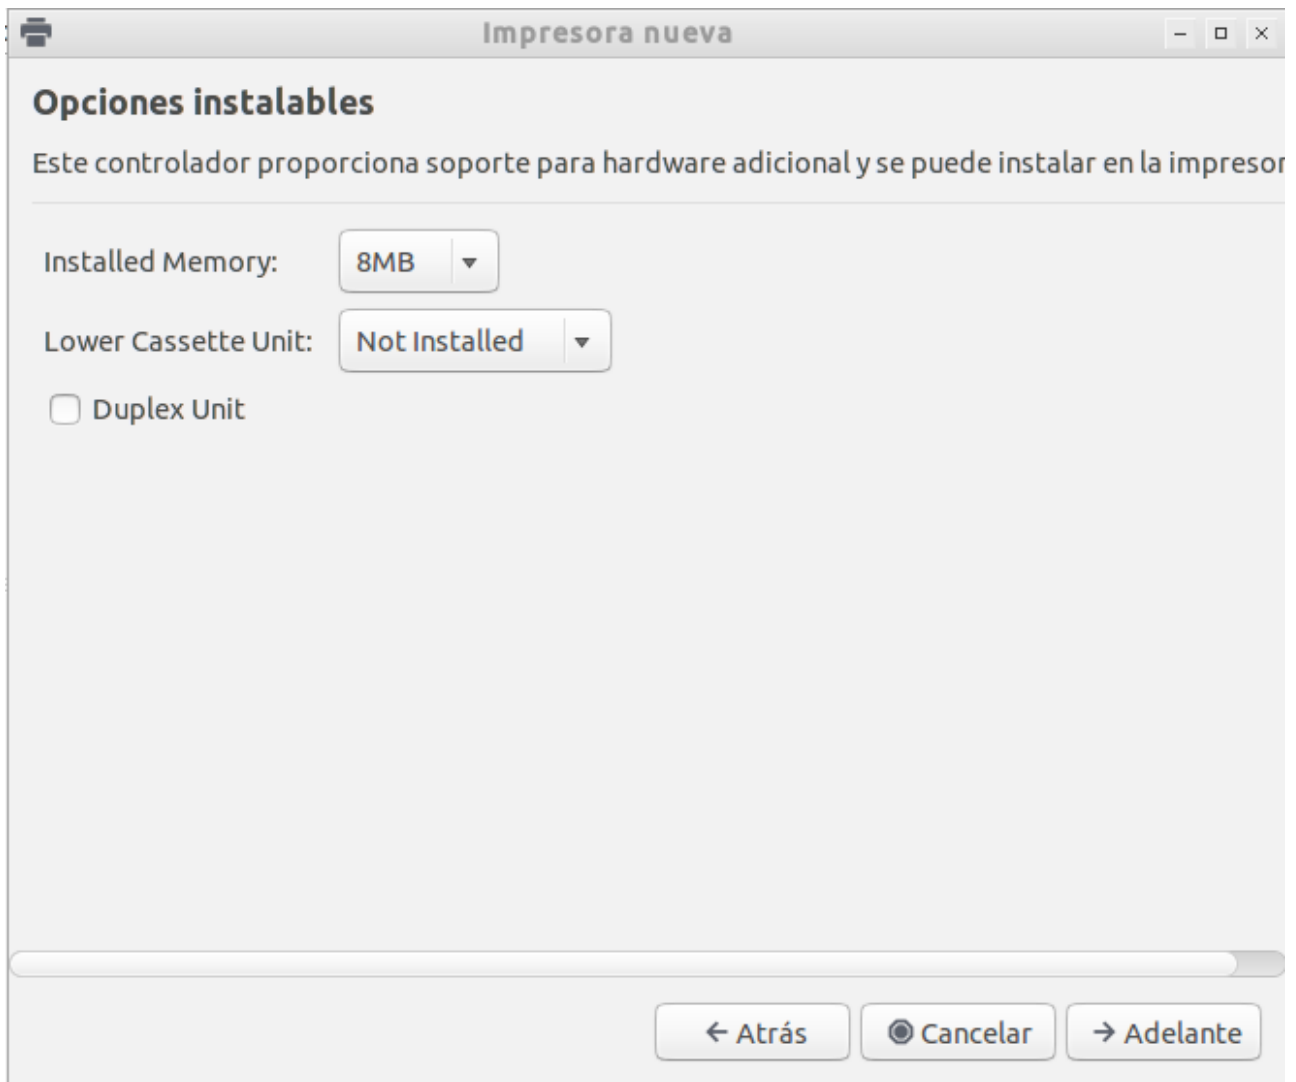 Impresora nueva
Opciones instalables
Este controlador proporciona soporte para hardware adicional y se puede instalar en la impresor
Installed Memory: 8MB
Lower Cassette Unit: Not Installed
Duplex Unit
Atrás Cancelar Adelante